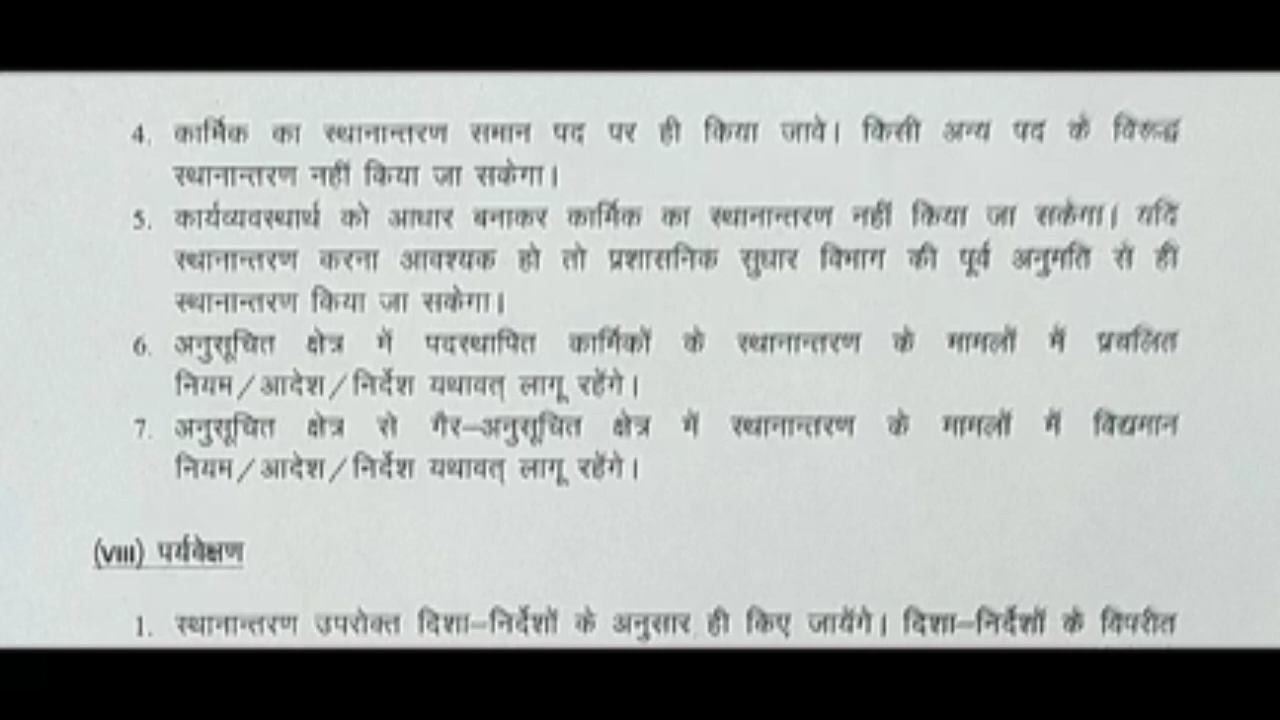 4. कार्मिक का स्थानान्तरण समान पद पर ही किया जावे। किसी अन्य पद के विरूद्ध
स्थानान्तरण नहीं किया जा सकेगा।
5. कार्यव्यवस्थार्थ को आधार बनाकर कार्मिक का स्थानान्तरण नहीं किया जा सकेगा। यदि
स्थानान्तरण करना आवश्यक हो तो प्रशासनिक सुधार विभाग की पूर्व अनुमति से ही
स्थानान्तरण किया जा सकेगा।
6. अनुसूचित क्षेत्र में पदस्थापित कार्मिकों के स्थानान्तरण के मामलों में प्रचलित
नियम/आदेश/निर्देश यथावत् लागू रहेंगे।
7. अनुसूचित क्षेत्र से गैर-अनुसूचित क्षेत्र में स्थानान्तरण के मामलों में विद्यमान
नियम/आदेश/निर्देश यथावत् लागू रहेंगे।
(viii) पर्यवेक्षण
1. स्थानान्तरण उपरोक्त दिशा-निर्देशों के अनुसार ही किए जायेंगे। दिशा-निर्देशों के विपरीत